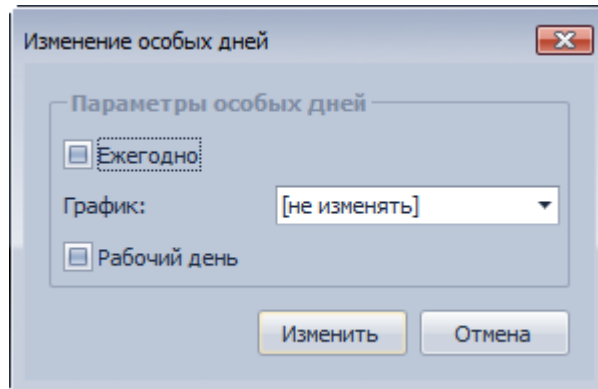 Изменение особых дней
Параметры особых дней
Ежегодно
График: [не изменять]
Рабочий день
Изменить Отмена